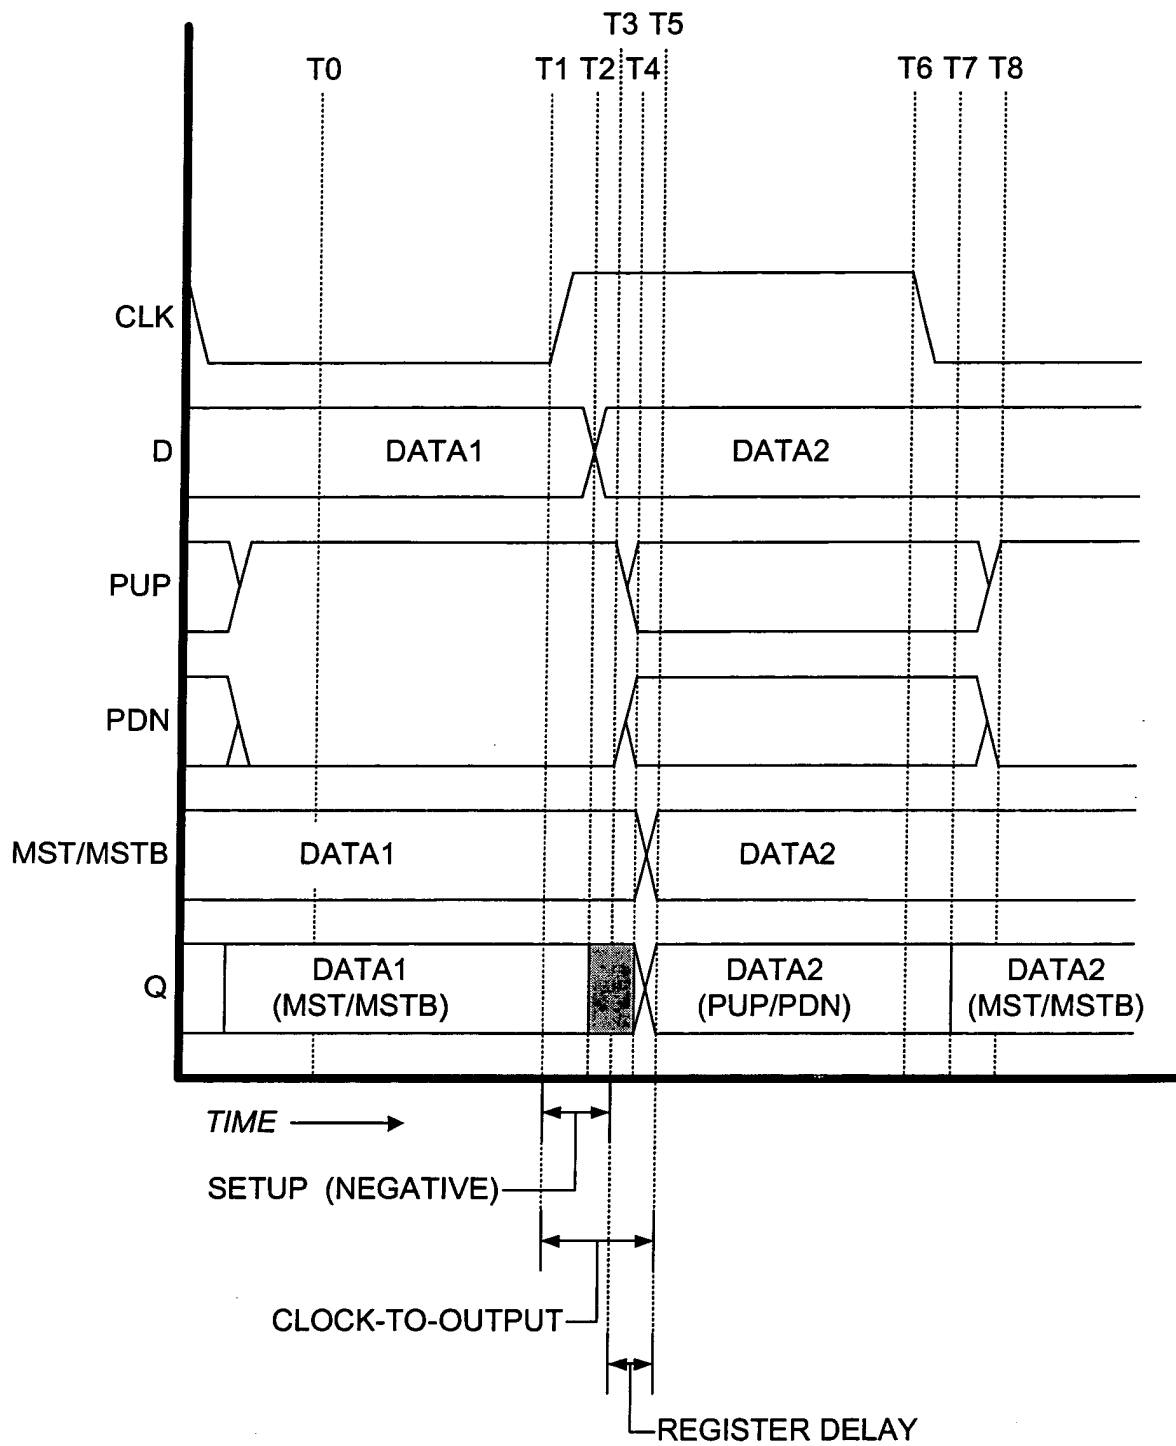 T3 T5
T0 T1 T2 T4 T6 T7 T8
CLK
D DATA1 DATA2
PUP
PDN
MST/MSTB DATA1 DATA2
Q DATA1 (MST/MSTB) DATA2 (PUP/PDN) DATA2 (MST/MSTB)
TIME
SETUP (NEGATIVE)
CLOCK-TO-OUTPUT
REGISTER DELAY